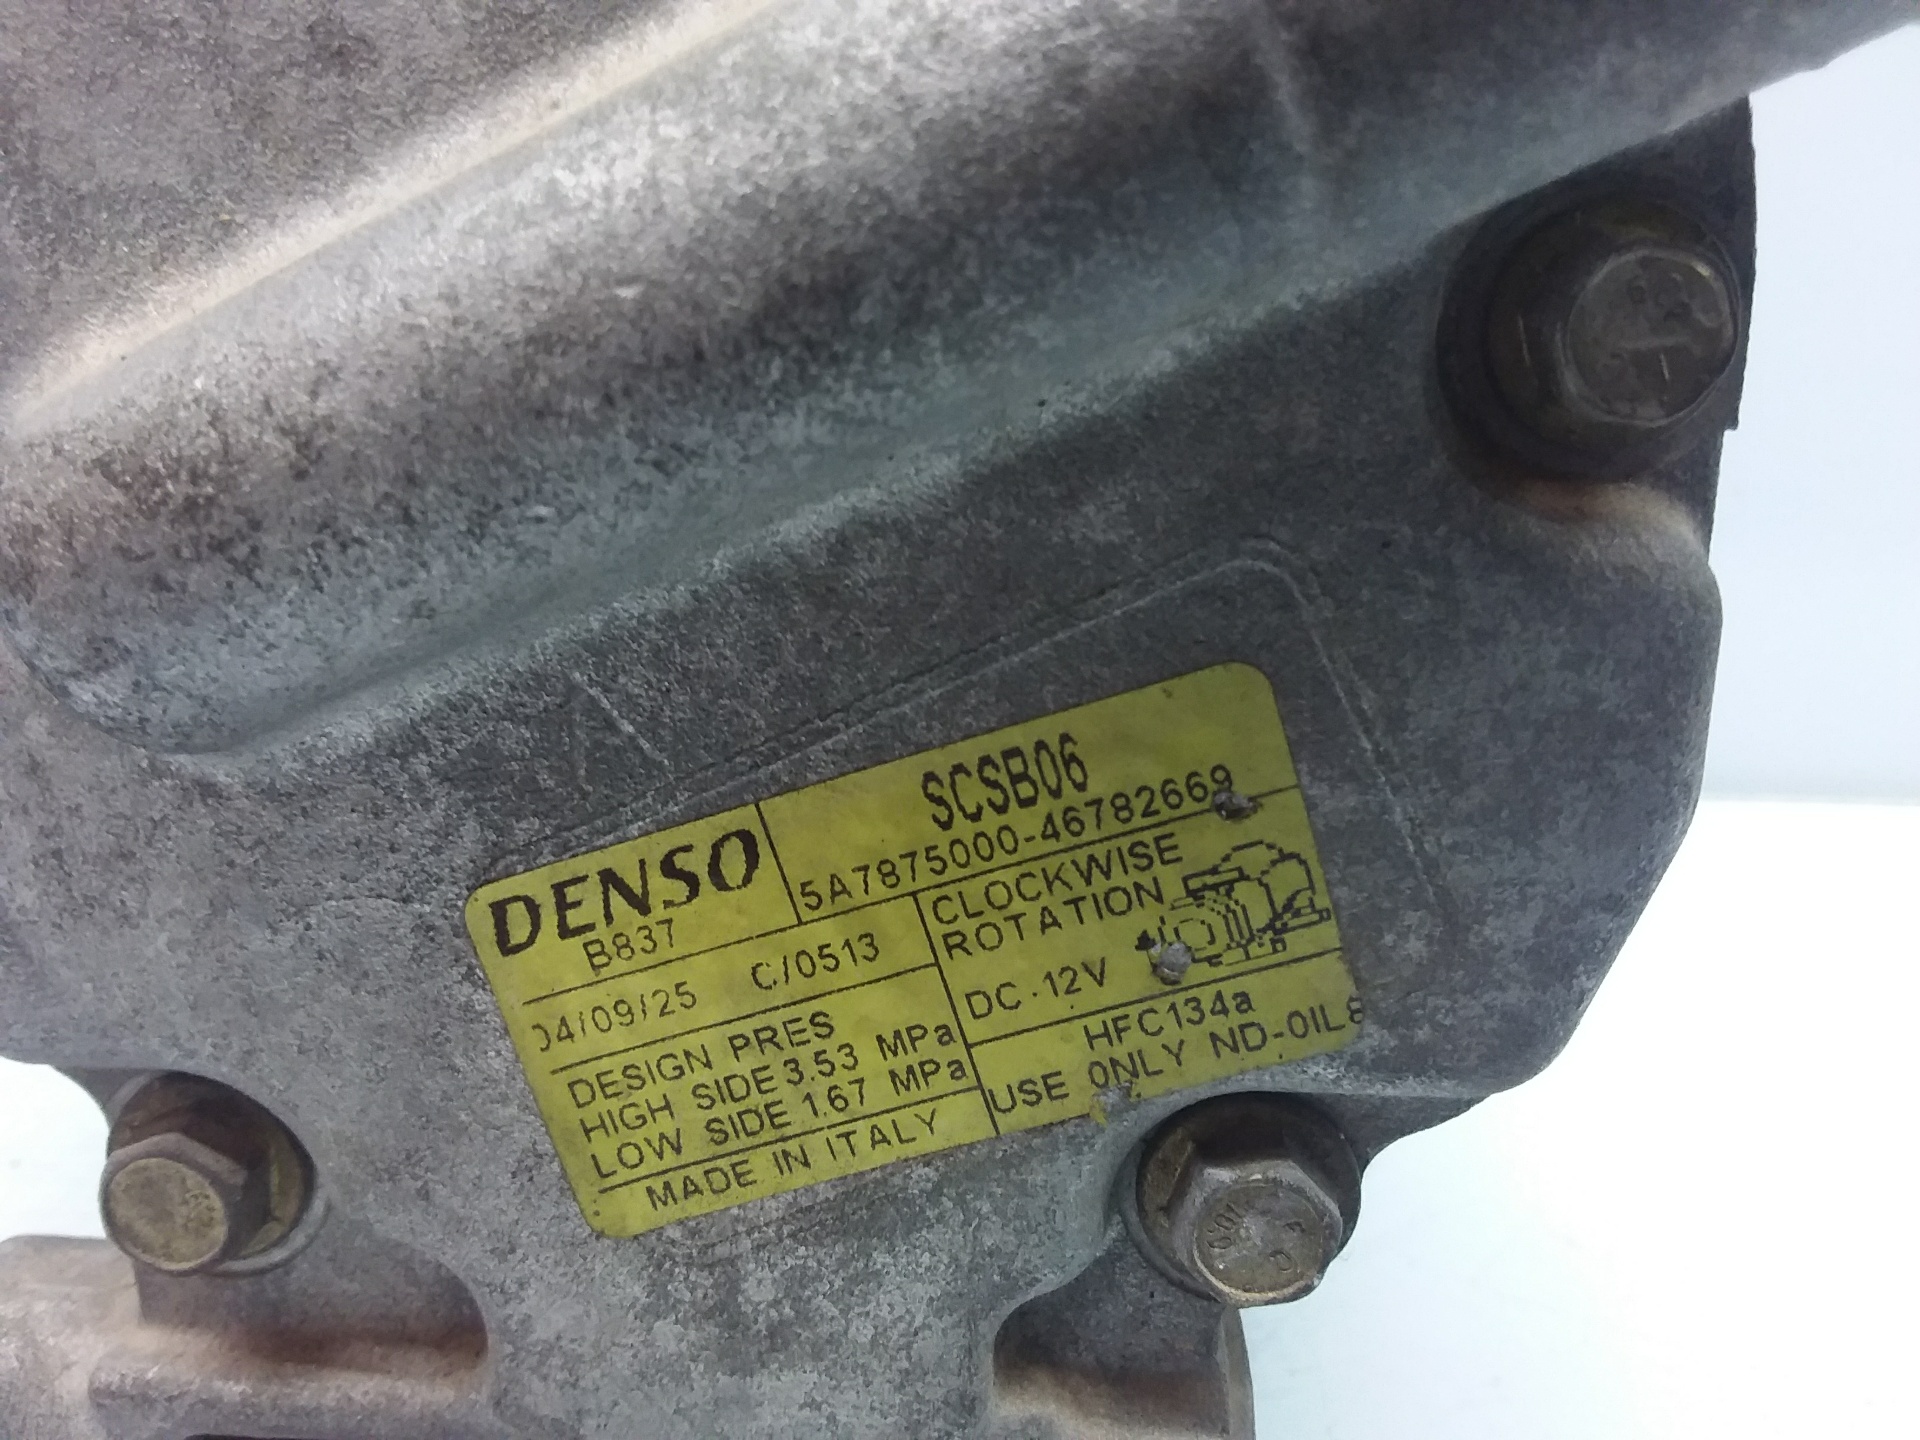 DENSO
B837
SCSB06
5A7875000-46782669
04/09/25 C/0513
CLOCKWISE
ROTATION
DC.12V
DESIGN PRES
HIGH SIDE 3.53 MPa
LOW SIDE 1.67 MPa
HFC134a
USE ONLY ND-OIL8
MADE IN ITALY